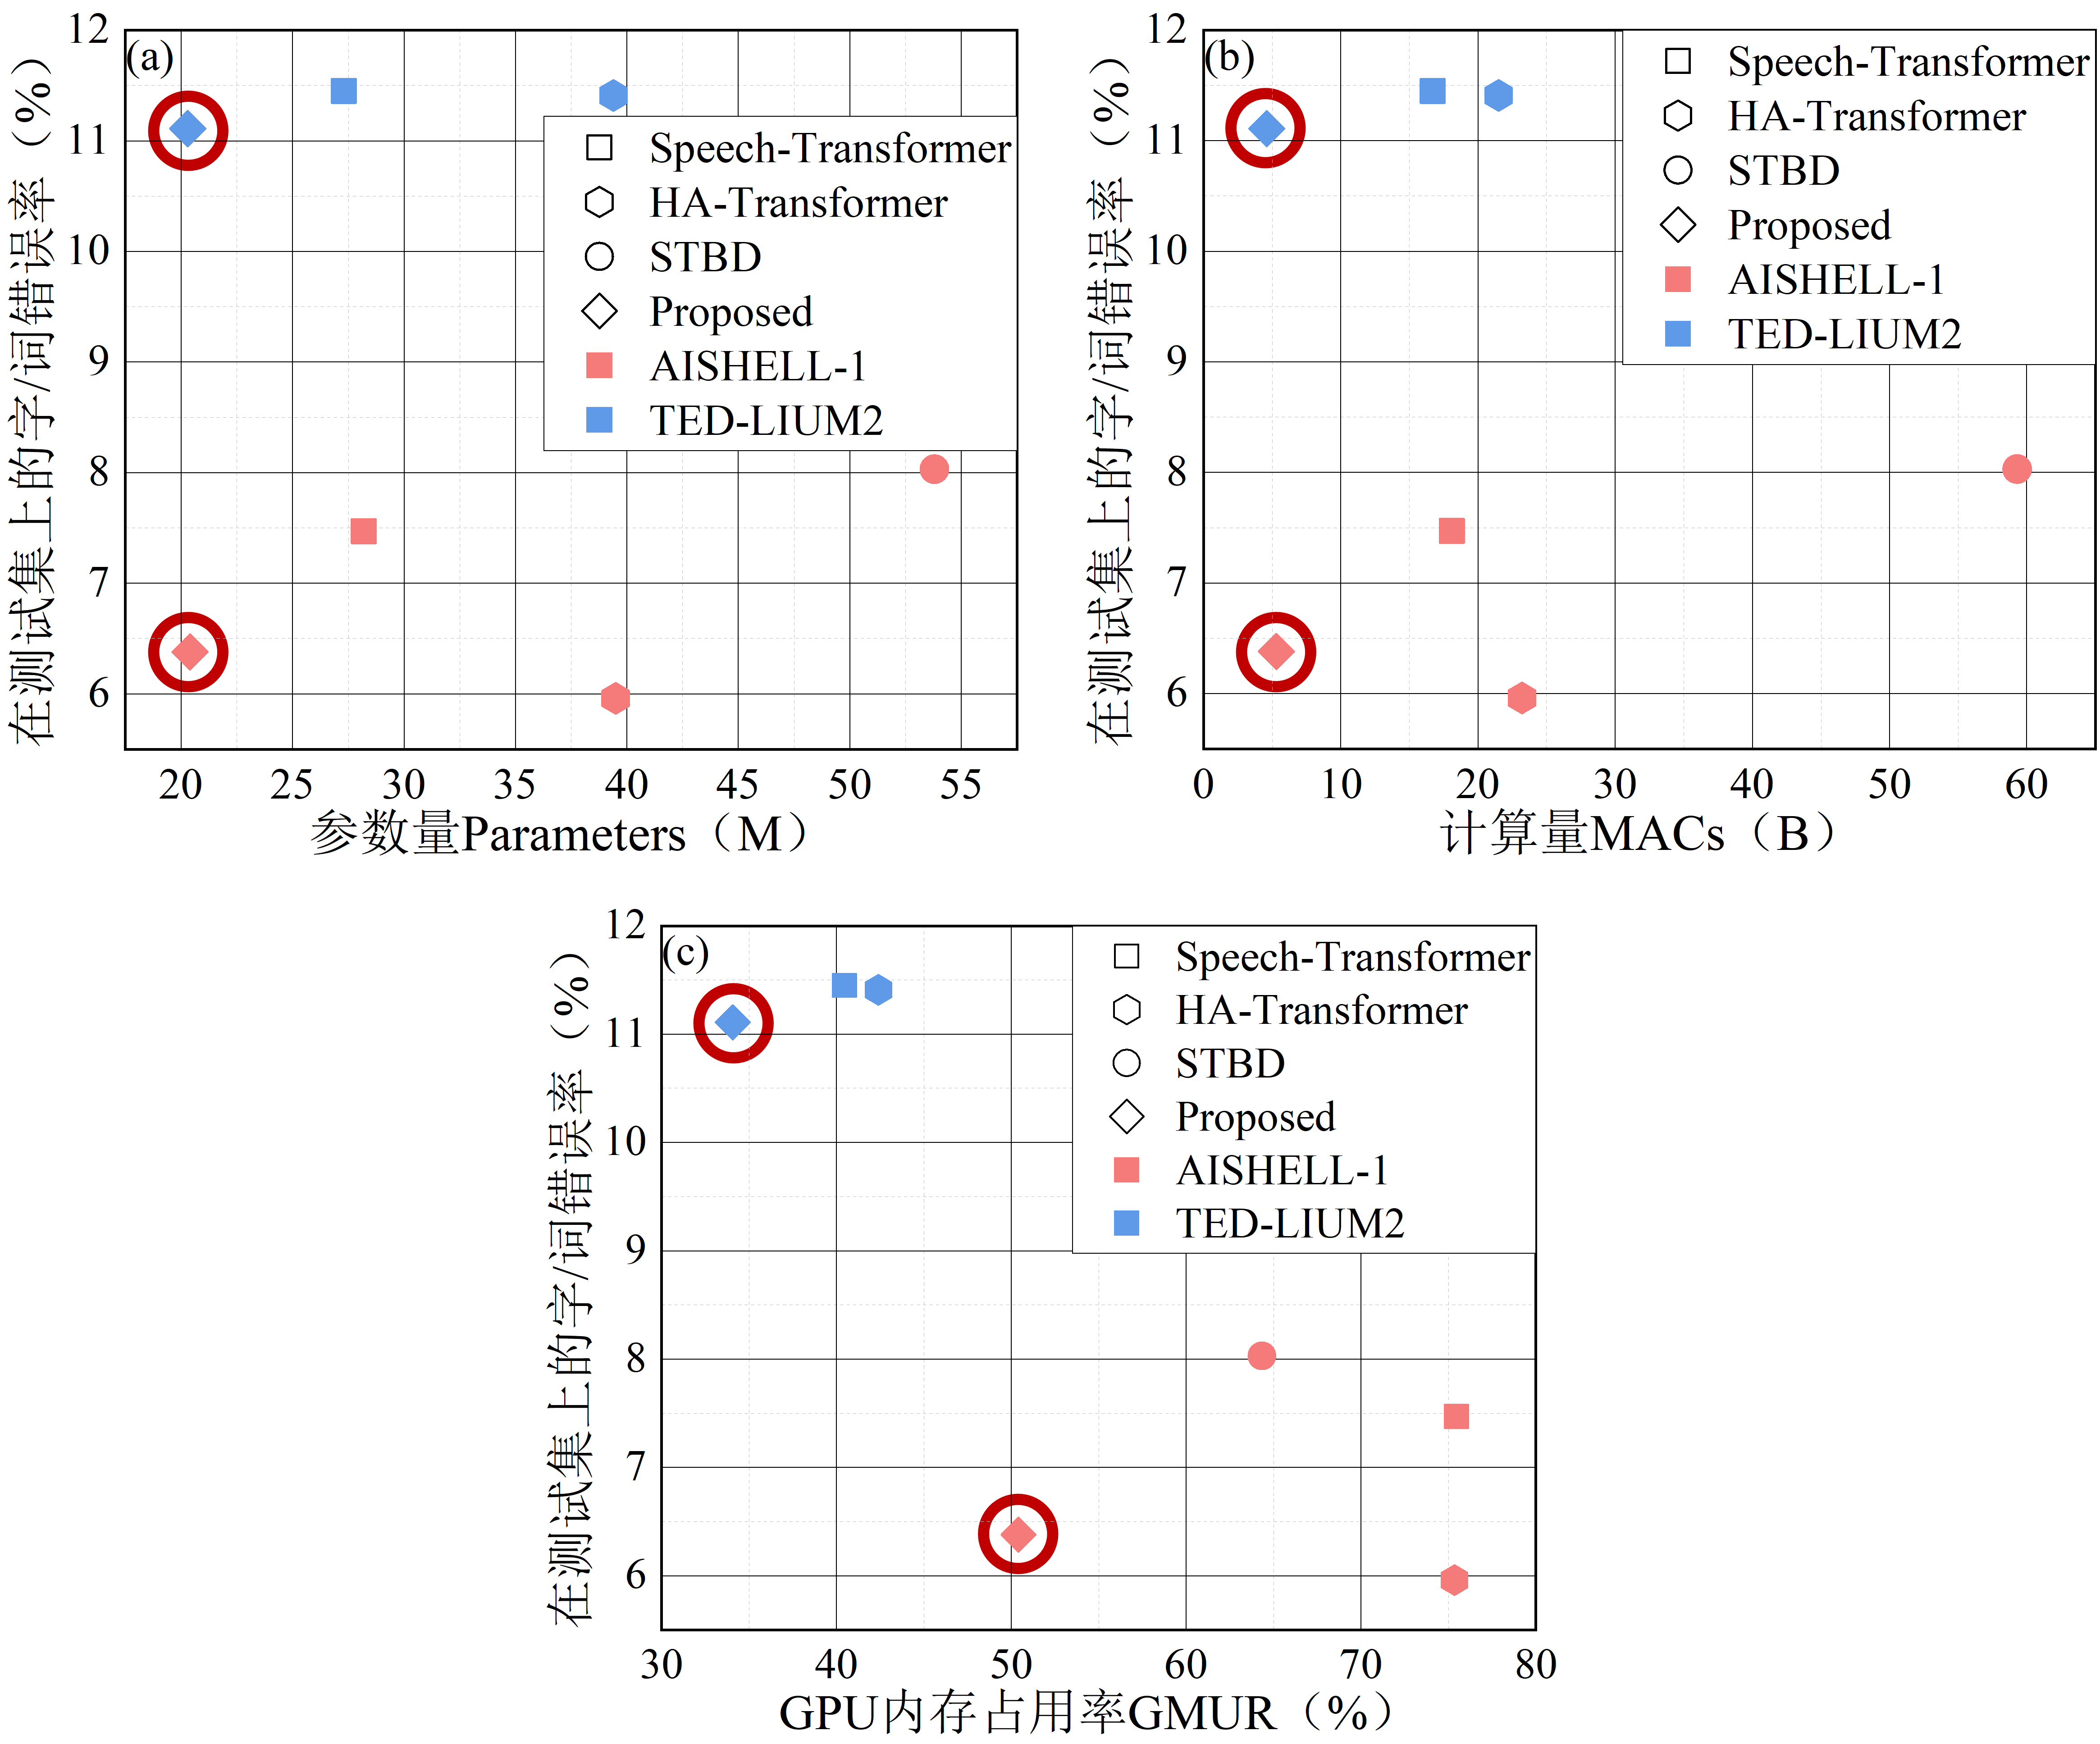 (a)
12
11
10
9
8
7
6
在测试集上的字/词错误率（%）
Speech-Transformer
HA-Transformer
STBD
Proposed
AISHELL-1
TED-LIUM2
20 25 30 35 40 45 50 55
参数量Parameters（M）
(b)
12
11
10
9
8
7
6
在测试集上的字/词错误率（%）
Speech-Transformer
HA-Transformer
STBD
Proposed
AISHELL-1
TED-LIUM2
0 10 20 30 40 50 60
计算量MACs（B）
(c)
12
11
10
9
8
7
6
在测试集上的字/词错误率（%）
Speech-Transformer
HA-Transformer
STBD
Proposed
AISHELL-1
TED-LIUM2
30 40 50 60 70 80
GPU内存占用率GMUR（%）